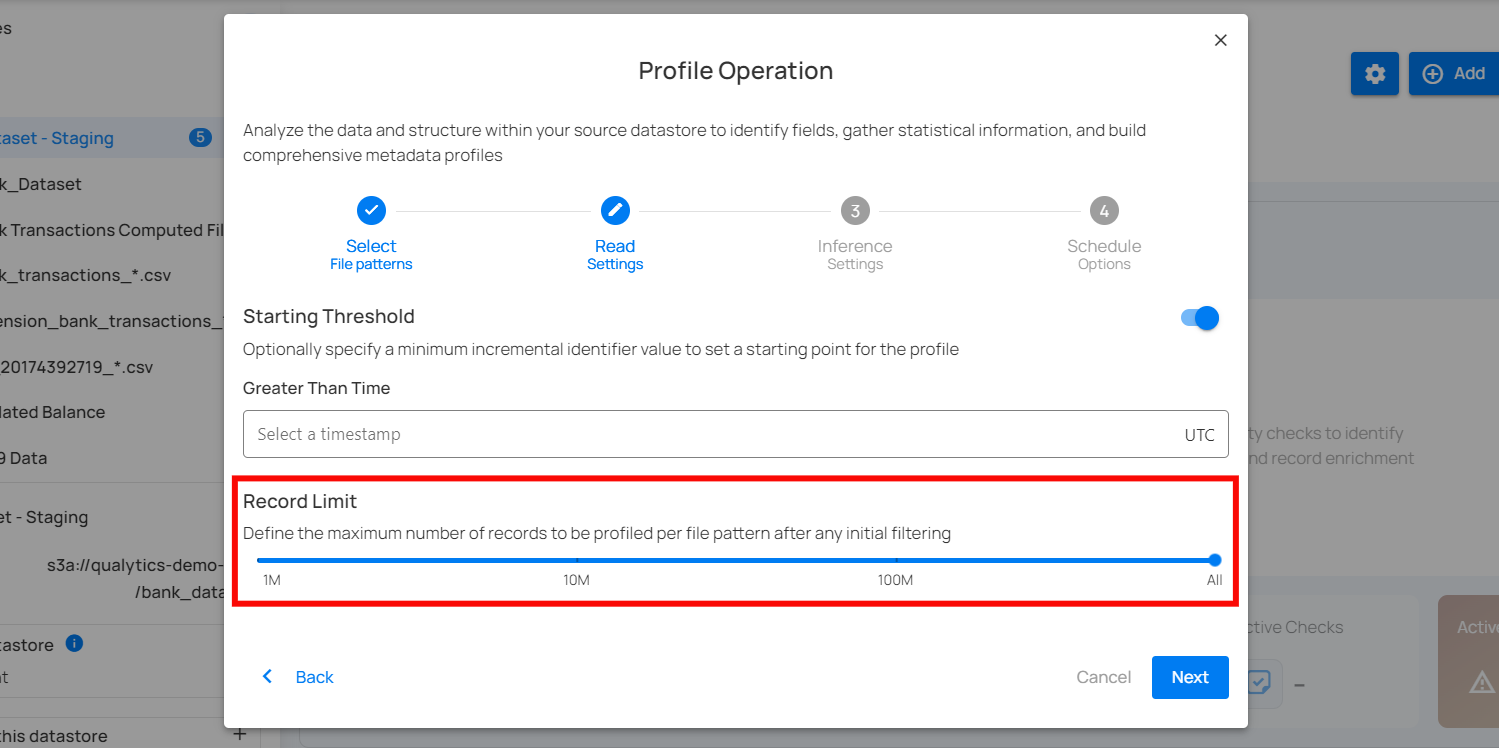 Profile Operation
Analyze the data and structure within your source datastore to identify fields, gather statistical information, and build
comprehensive metadata profiles
Select
File patterns
Read
Settings
3
Inference
Settings
4
Schedule
Options
Starting Threshold
Optionally specify a minimum incremental identifier value to set a starting point for the profile
Greater Than Time
Select a timestamp
UTC
Record Limit
Define the maximum number of records to be profiled per file pattern after any initial filtering
1M
10M
100M
All
Back
Cancel
Next
es
taset - Staging
5
k_Dataset
k Transactions Computed Fil
k_transactions_*.csv
ension_bank_transactions_
_20174392719_*.csv
lated Balance
9 Data
et - Staging
s3a://qualytics-demo-
/bank_data
tastore
nt
this datastore
Add
ty checks to identify
nd record enrichment
ctive Checks
–
Active